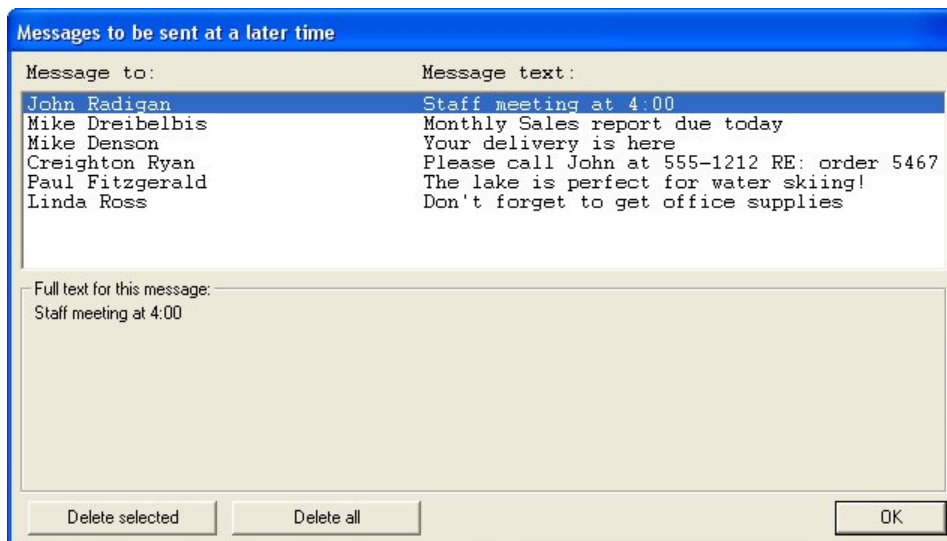 Messages to be sent at a later time
Message to: Message text:
John Radigan Staff meeting at 4:00
Mike Dreibelbis Monthly Sales report due today
Mike Denson Your delivery is here
Creighton Ryan Please call John at 555-1212 RE: order 5467
Paul Fitzgerald The lake is perfect for water skiing!
Linda Ross Don't forget to get office supplies
Full text for this message:
Staff meeting at 4:00
Delete selected Delete all OK